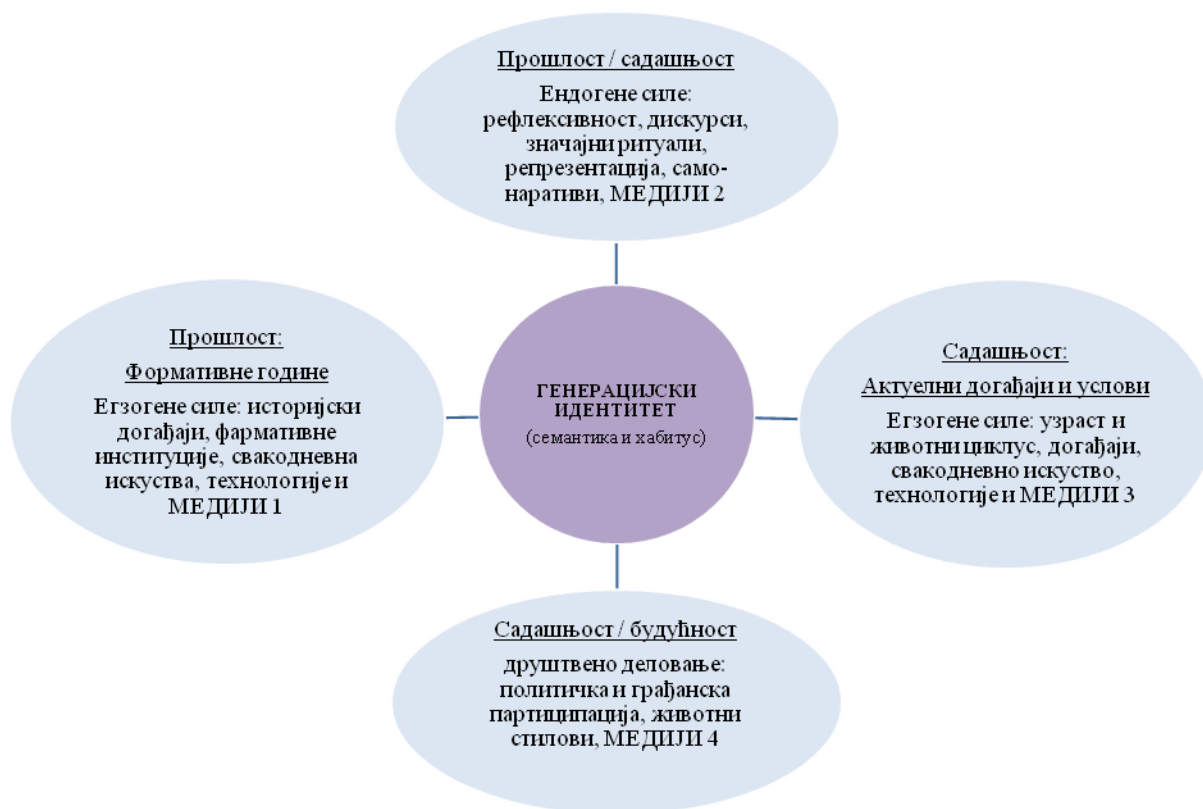 Прошлост / садашњост
Ендогене силе:
рефлексивност, дискурси,
значајни ритуали,
репрезентација, само-
наративи, МЕДИЈИ 2
Прошлост:
Формативне године
Егзогене силе: историјски
догађаји, фармативне
институције, свакодневна
искуства, технологије и
МЕДИЈИ 1
ГЕНЕРАЦИЈСКИ
ИДЕНТИТЕТ
(семантика и хабитус)
Садашњост:
Актуелни догађаји и услови
Егзогене силе: узраст и
животни циклус, догађаји,
свакодневно искуство,
технологије и МЕДИЈИ 3
Садашњост / будућност
друштвено деловање:
политичка и грађанска
партиципација, животни
стилови, МЕДИЈИ 4